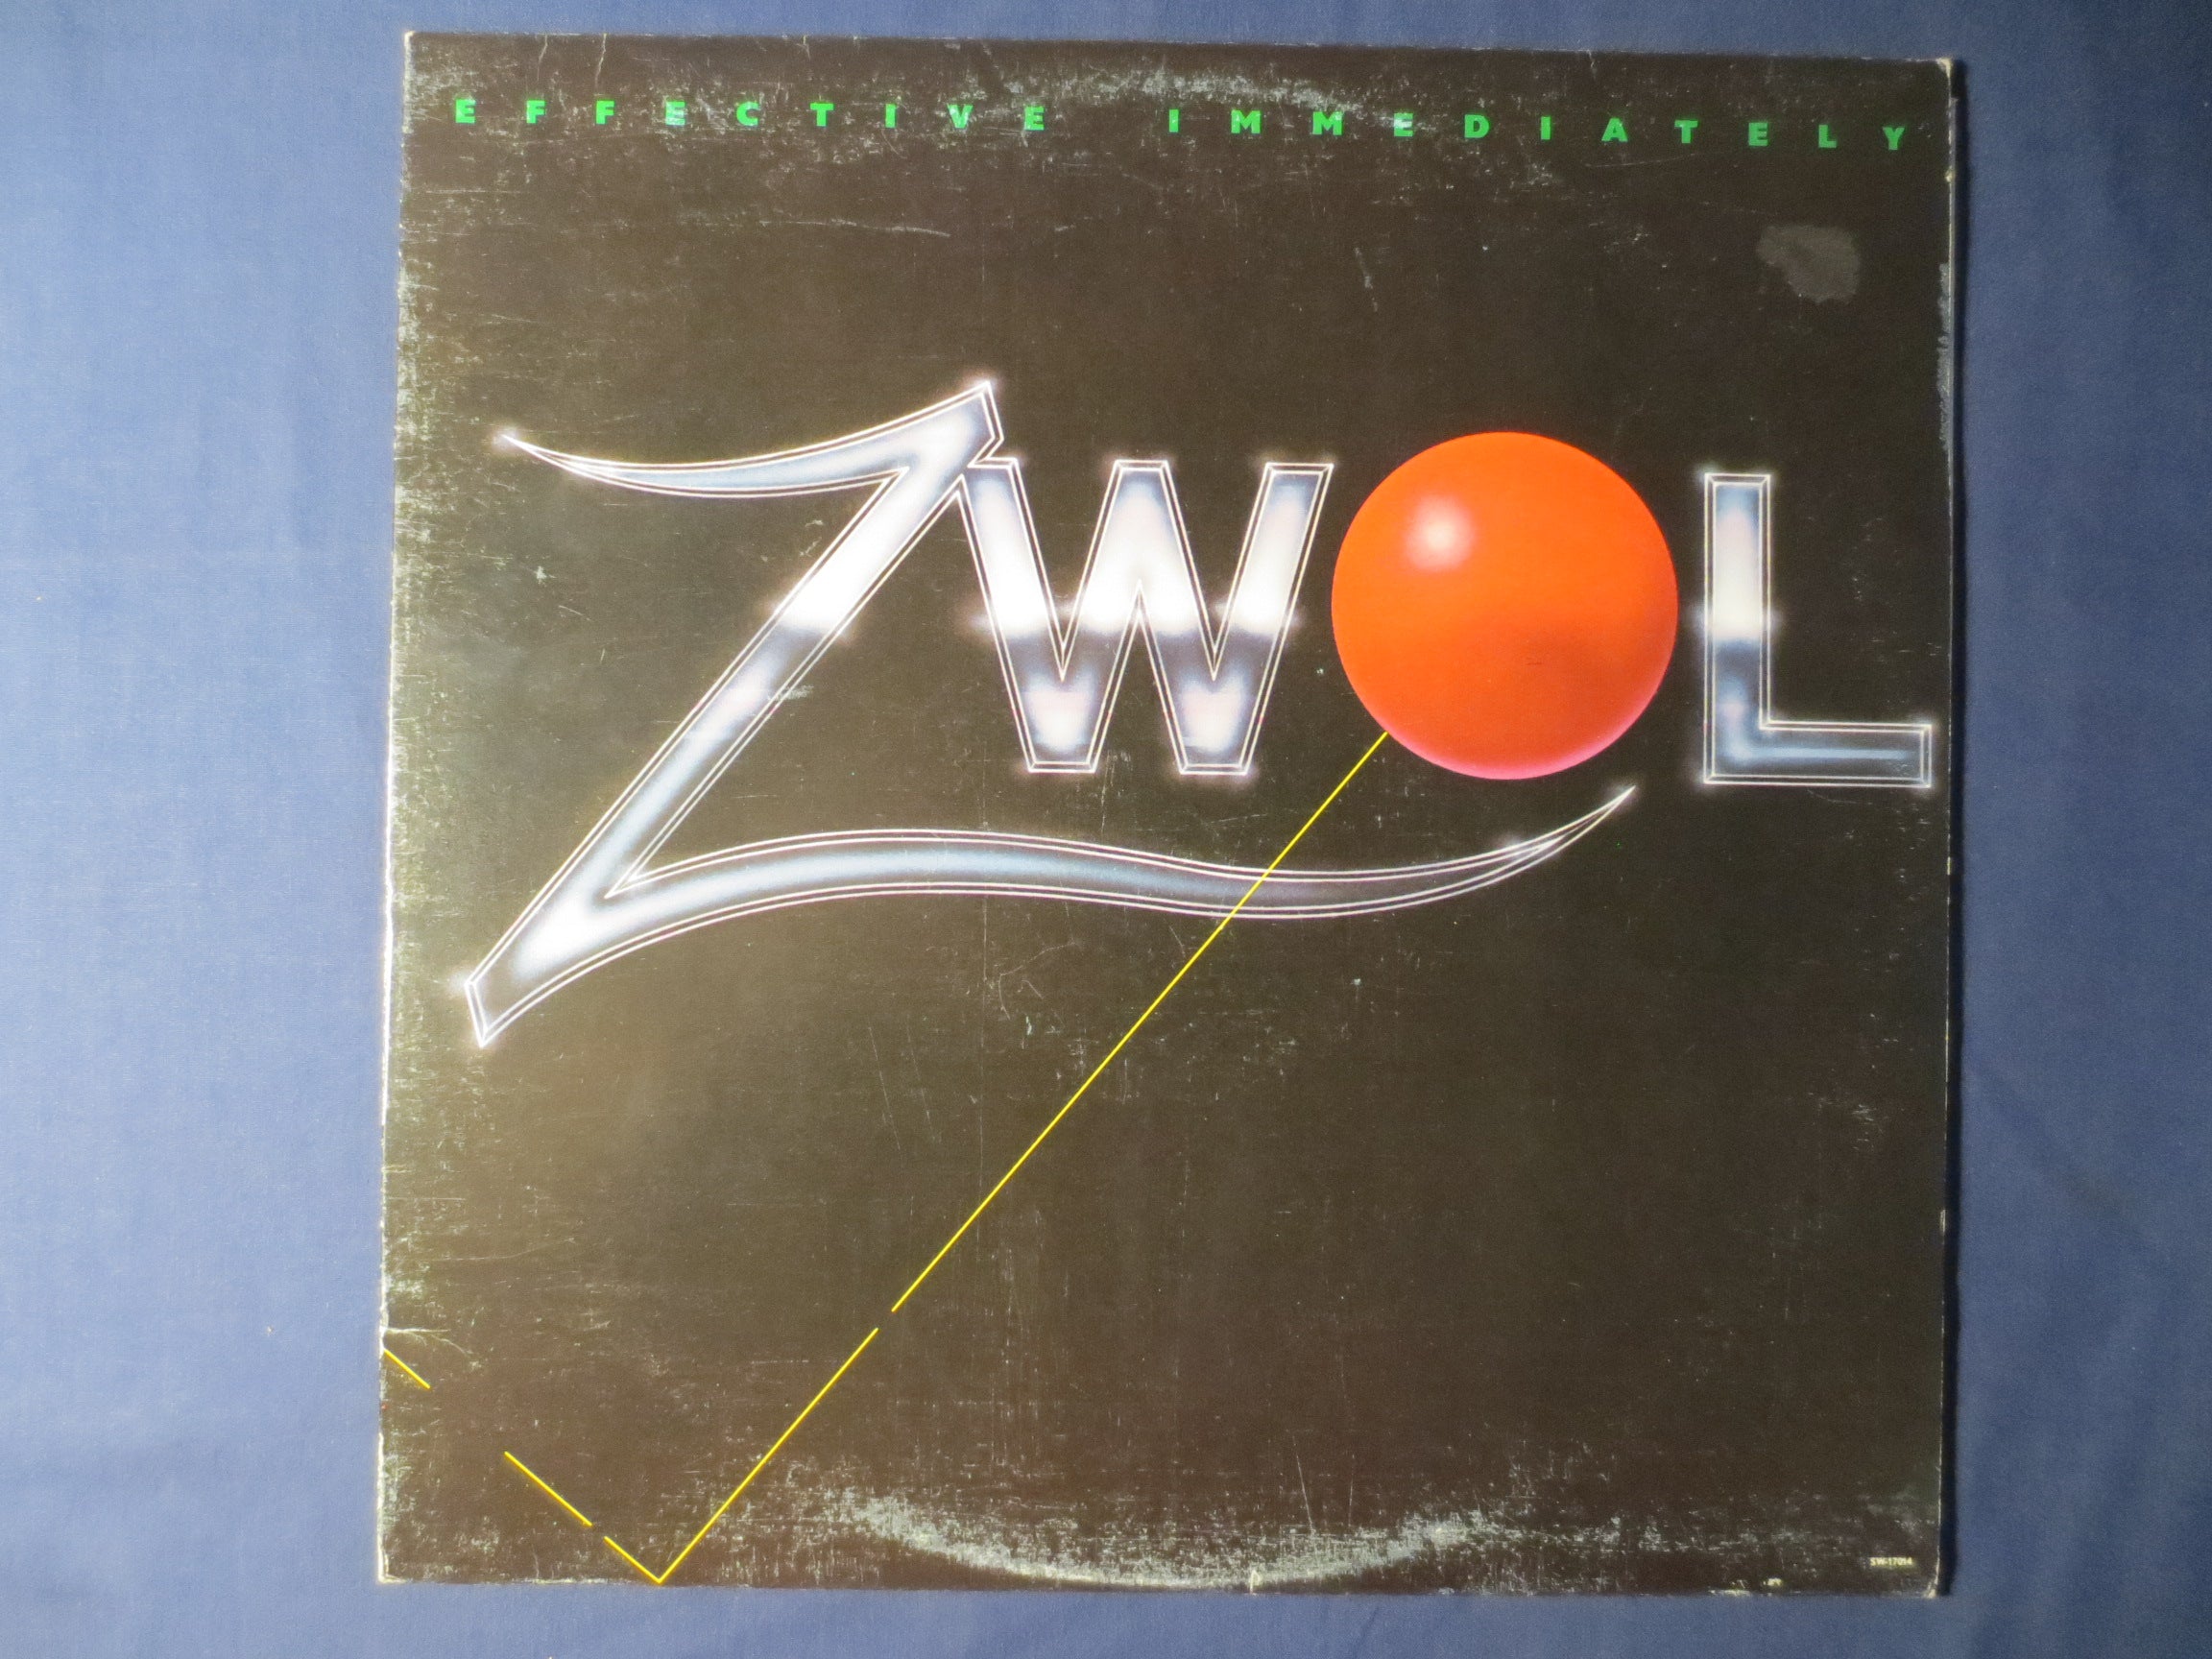 EFFECTIVE IMMEDIATELY
ZWOL
SW-17014